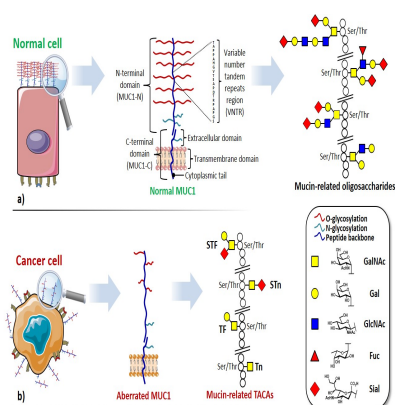 Normal cell
N-terminal
domain
(MUC1-N)
Variable
number
tandem
repeats
region
(VNTR)
C-terminal
domain
(MUC1-C)
Extracellular domain
Transmembrane domain
Cytoplasmic tail
Normal MUC1
Ser/Thr
Ser/Thr
Ser/Thr
Ser/Thr
Mucin-related oligosaccharides
a)
Cancer cell
Aberrated MUC1
STF
Ser/Thr
Ser/Thr
STn
TF
Ser/Thr
Ser/Thr
Tn
Mucin-related TACAs
b)
O-glycosylation
N-glycosylation
Peptide backbone
GalNAc
Gal
GlcNAc
Fuc
Sial